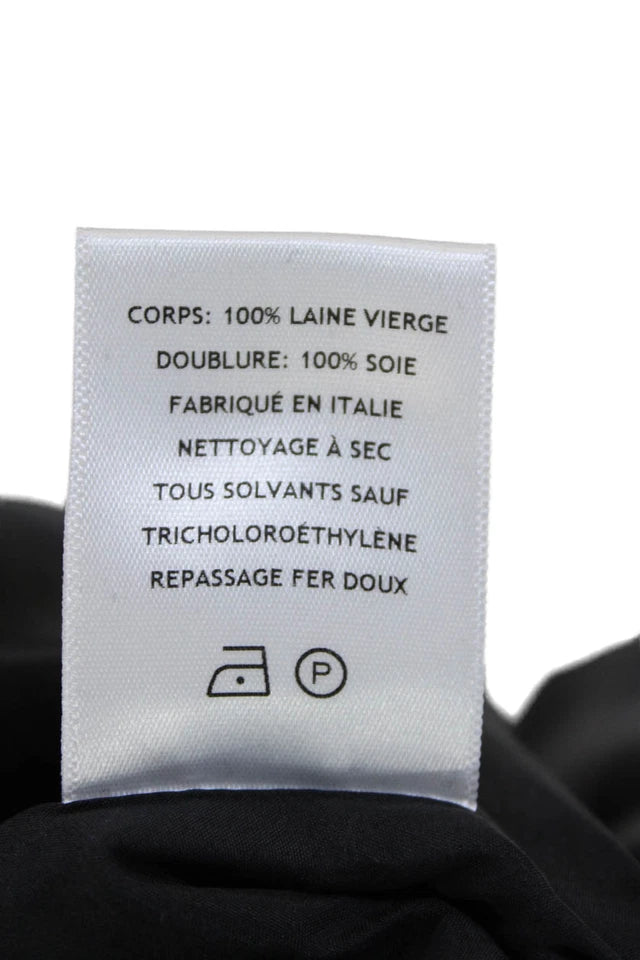 CORPS: 100% LAINE VIERGE
DOUBLURE: 100% SOIE
FABRIQUÉ EN ITALIE
NETTOYAGE À SEC
TOUS SOLVANTS SAUF
TRICHOLOROÉTHYLÈNE
REPASSAGE FER DOUX
P